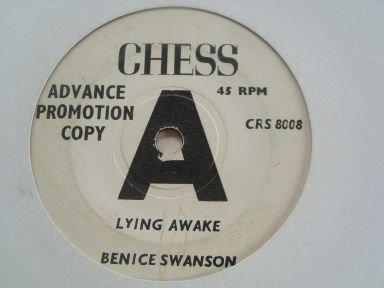 CHESS
ADVANCE
PROMOTION
COPY
45 RPM
CRS 8008
A
LYING AWAKE
BENICE SWANSON